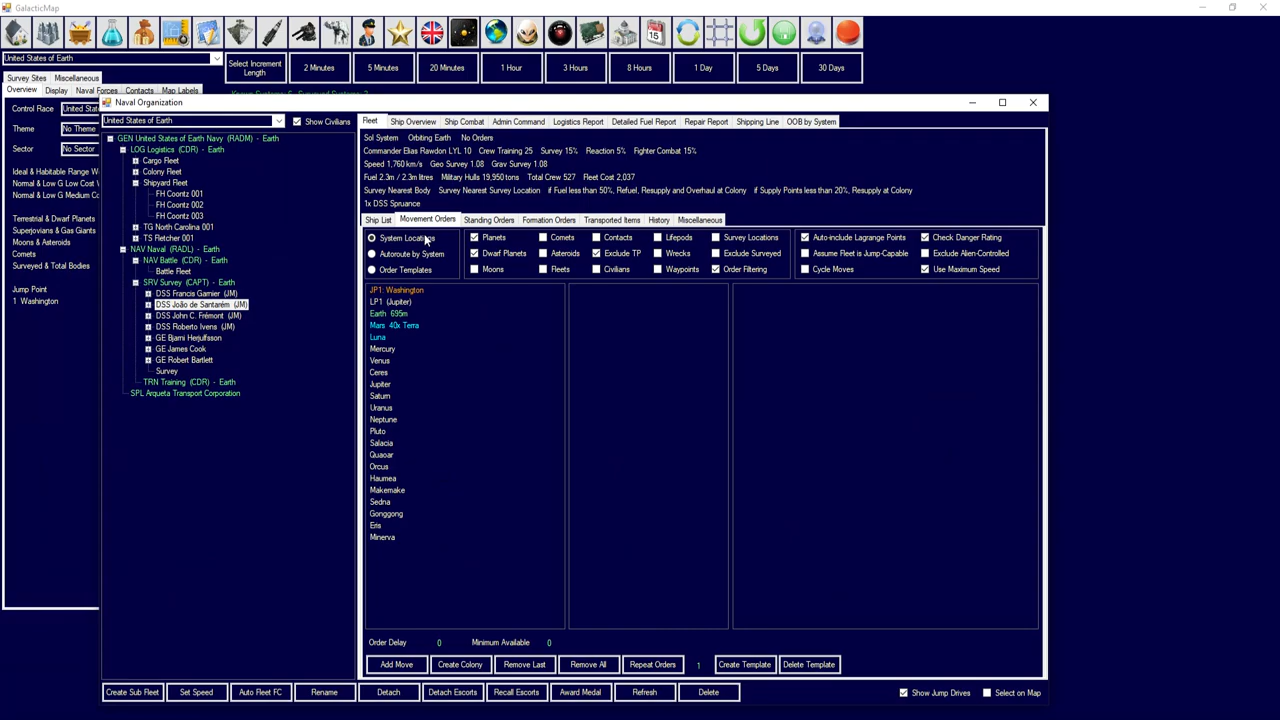 GalacticMap
United States of Earth
Select Increment Length
2 Minutes
5 Minutes
20 Minutes
1 Hour
3 Hours
8 Hours
1 Day
5 Days
30 Days
Survey Sites Miscellaneous
Overview Display Naval Forces Contacts Map Labels
Control Race United Stat
Theme No Theme
Sector No Sector
Ideal & Habitable Range W
Normal & Low G Low Cost
Normal & Low G Medium C
Terrestrial & Dwarf Planets
Superjovians & Gas Giants
Moons & Asteroids
Comets
Surveyed & Total Bodies
Jump Point
1 Washington
Naval Organization
United States of Earth
Show Civilians
GEN United States of Earth Navy (RADM) - Earth
LOG Logistics (CDR) - Earth
Cargo Fleet
Colony Fleet
Shipyard Fleet
FH Coontz 001
FH Coontz 002
FH Coontz 003
TG North Carolina 001
TS Fletcher 001
NAV Naval (RADL) - Earth
NAV Battle (CDR) - Earth
Battle Fleet
SRV Survey (CAPT) - Earth
DSS Francis Garnier (JM)
DSS João de Santarém (JM)
DSS John C. Frémont (JM)
DSS Roberto Ivens (JM)
GE Bjarni Herjulfsson
GE James Cook
GE Robert Bartlett
Survey
TRN Training (CDR) - Earth
SPL Arqueta Transport Corporation
Fleet Ship Overview Ship Combat Admin Command Logistics Report Detailed Fuel Report Repair Report Shipping Line OOB by System
Sol System Orbiting Earth No Orders
Commander Elias Rawdon LYL 10 Crew Training 25 Survey 15% Reaction 5% Fighter Combat 15%
Speed 1,760 km/s Geo Survey 1.08 Grav Survey 1.08
Fuel 2.3m / 2.3m litres Military Hulls 19,950 tons Total Crew 527 Fleet Cost 2,037
Survey Nearest Body Survey Nearest Survey Location if Fuel less than 50%, Refuel, Resupply and Overhaul at Colony if Supply Points less than 20%, Resupply at Colony
1x DSS Spruance
Ship List Movement Orders Standing Orders Formation Orders Transported Items History Miscellaneous
System Locations Planets Comets Contacts Lifepods Survey Locations Auto-include Lagrange Points Check Danger Rating
Autoroute by System Dwarf Planets Asteroids Exclude TP Wrecks Exclude Surveyed Assume Fleet is Jump-Capable Exclude Alien-Controlled
Order Templates Moons Fleets Civilians Waypoints Order Filtering Cycle Moves Use Maximum Speed
JP1: Washington
LP1 (Jupiter)
Earth 695m
Mars 40x Terra
Luna
Mercury
Venus
Ceres
Jupiter
Saturn
Uranus
Neptune
Pluto
Salacia
Quaoar
Orcus
Haumea
Makemake
Sedna
Gonggong
Eris
Minerva
Order Delay 0 Minimum Available 0
Add Move Create Colony Remove Last Remove All Repeat Orders 1 Create Template Delete Template
Create Sub Fleet Set Speed Auto Fleet FC Rename Detach Detach Escorts Recall Escorts Award Medal Refresh Delete Show Jump Drives Select on Map